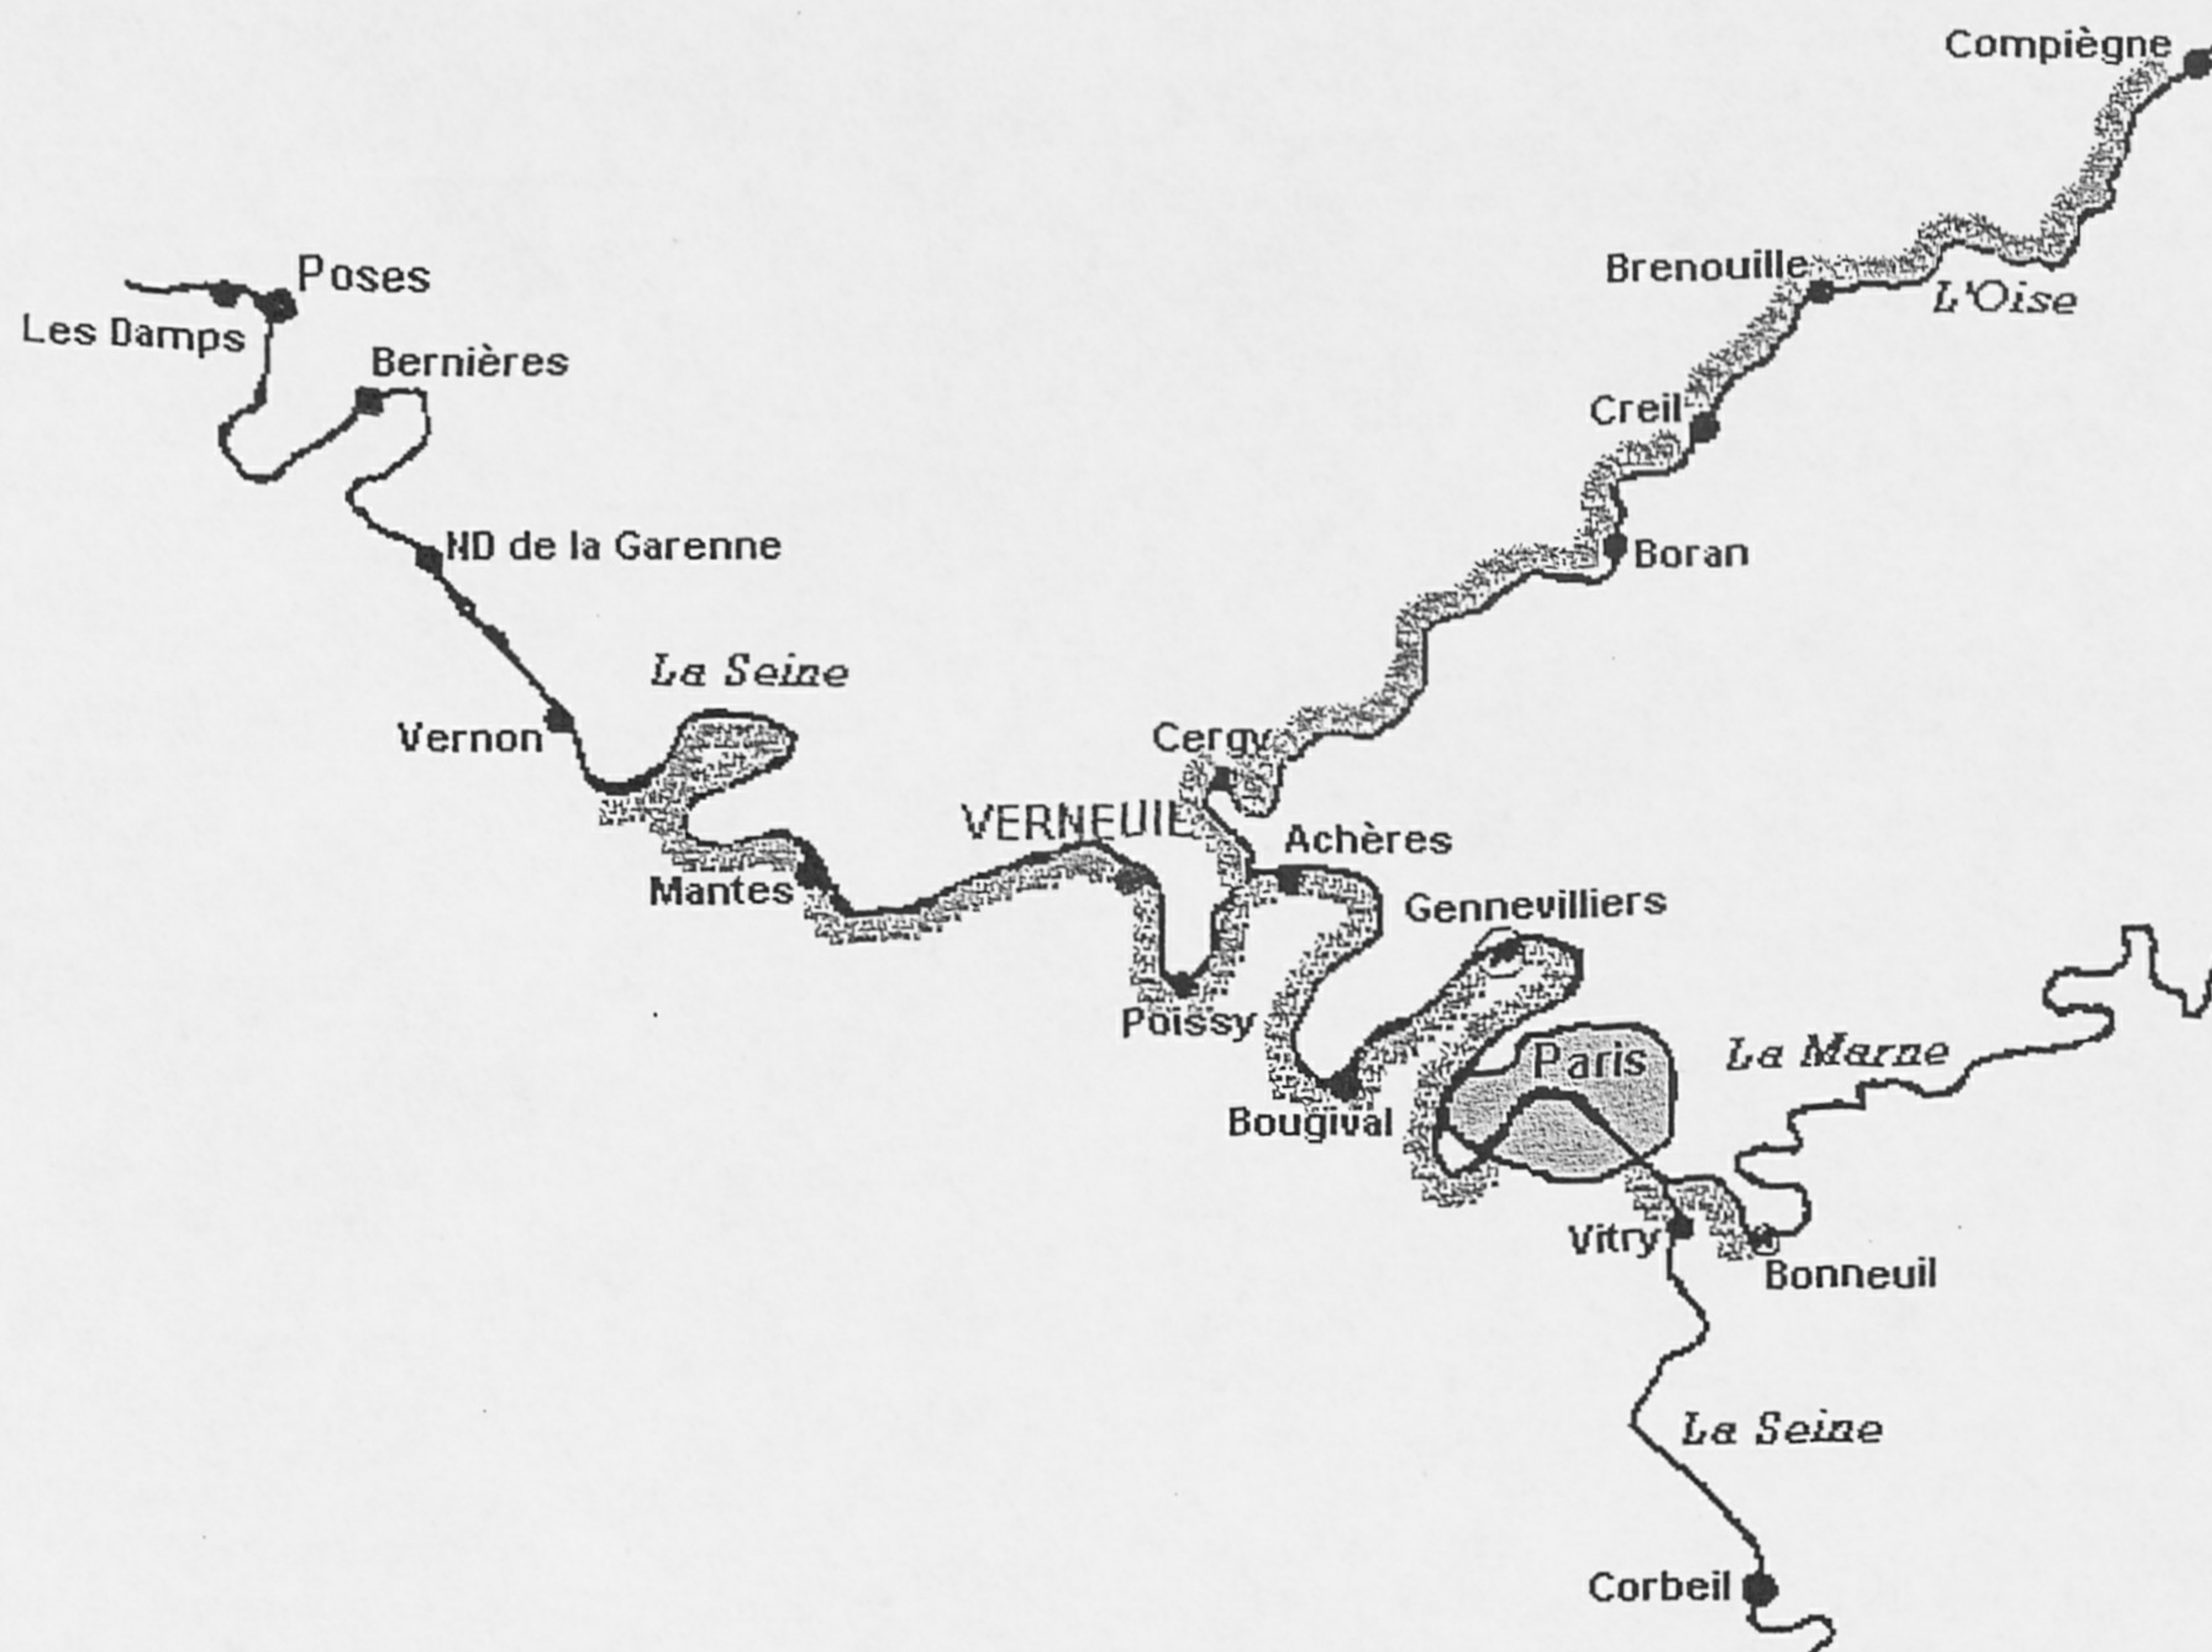 Compiègne
Brenouille
L'Oise
Poses
Les Damps
Bernières
Creil
ND de la Garenne
Boran
La Seine
Vernon
Cergy
VERNEUIL
Achères
Mantes
Gennevilliers
Poissy
Paris
La Marne
Bougival
Vitry
Bonneuil
La Seine
Corbeil